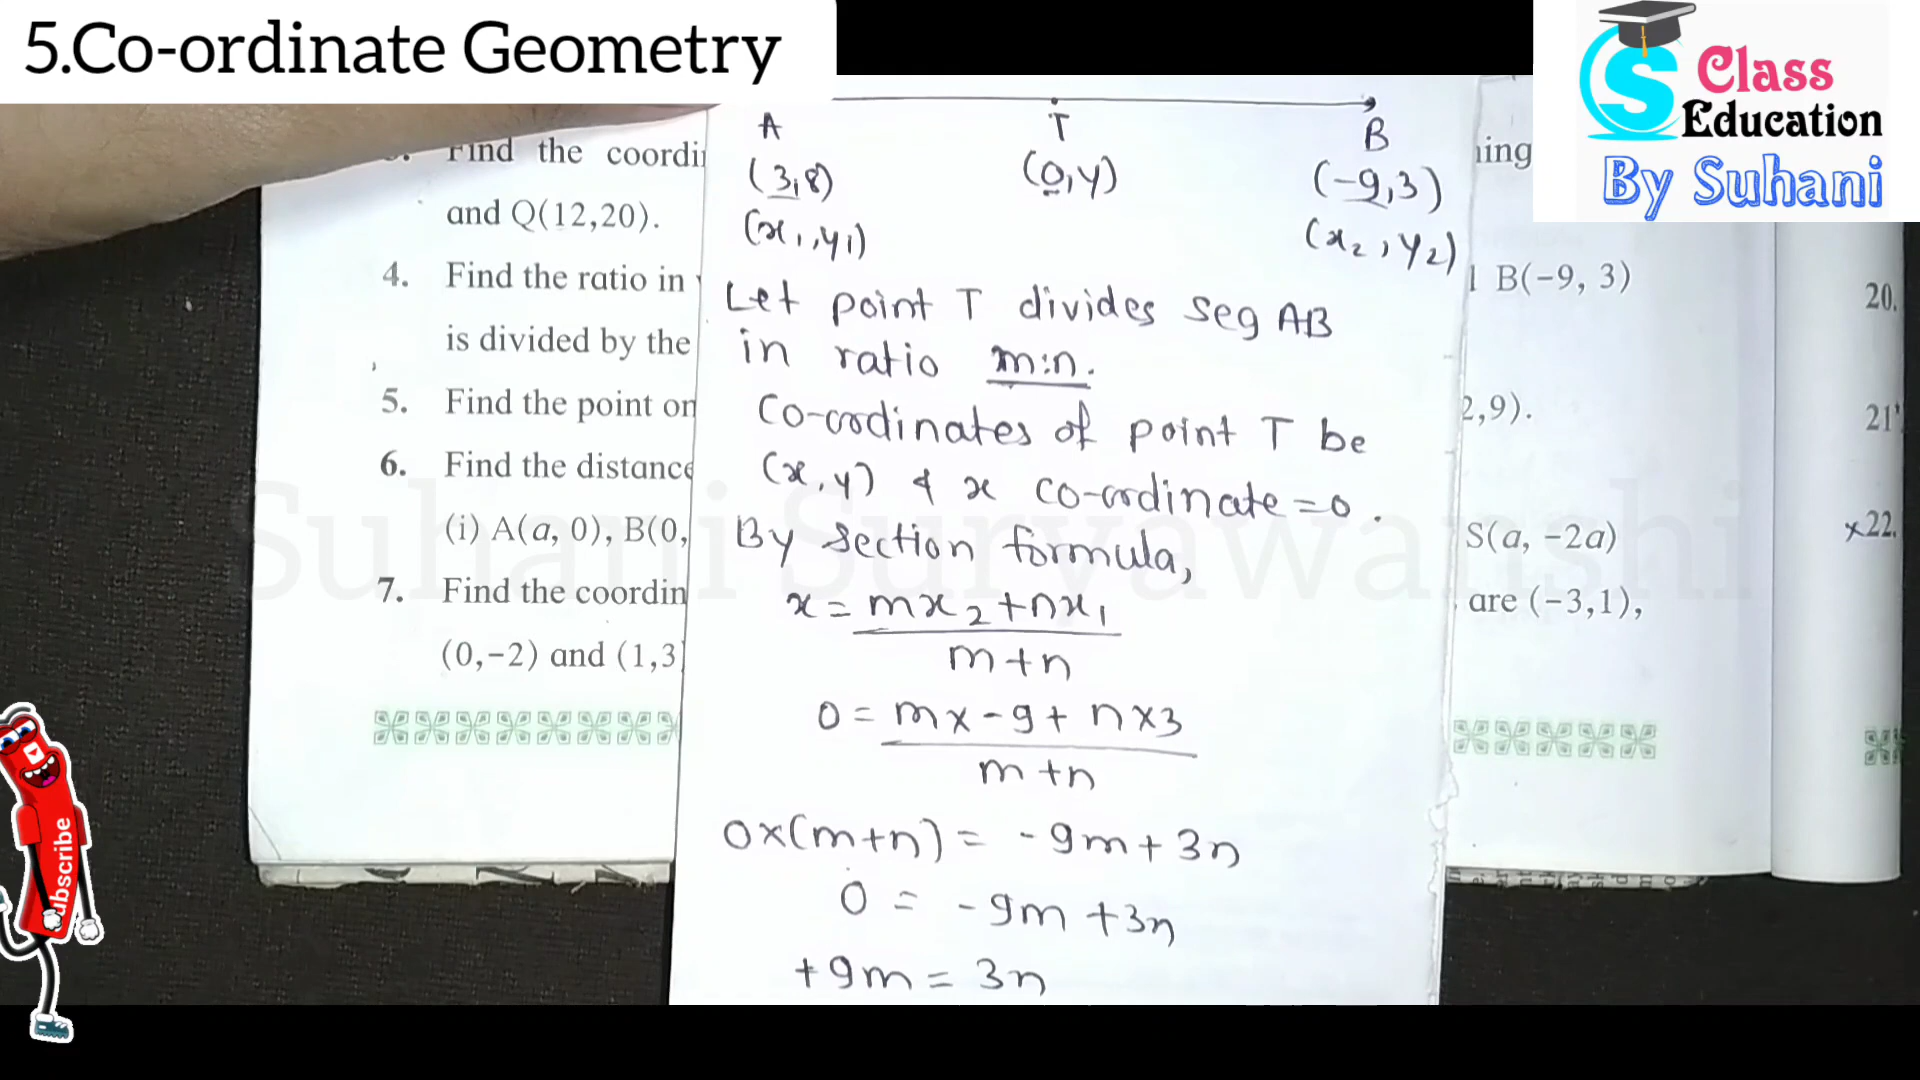 5.Co-ordinate Geometry
Class
Education
By Suhani
Find the coordi
ing
and Q(12,20).
4. Find the ratio in
B(−9, 3)
is divided by the
5. Find the point on
2,9).
6. Find the distance
(i) A(a, 0), B(0,
S(a, −2a)
7. Find the coordin
are (−3,1),
(0,−2) and (1,3
20.
21
×22.
A T B
(3,8) (0,y) (-9,3)
(x₁,y₁) (x₂,y₂)
Let point T divides seg AB
in ratio m:n.
Co-ordinates of point T be
(x,y) & x co-ordinate=0.
By section formula,
x = mx₂+nx₁
m+n
0 = m×-9+ n×3
m+n
0×(m+n) = -9m+3n
0 = -9m+3n
+9m = 3n
Suhani Suryawanshi
ubscribe